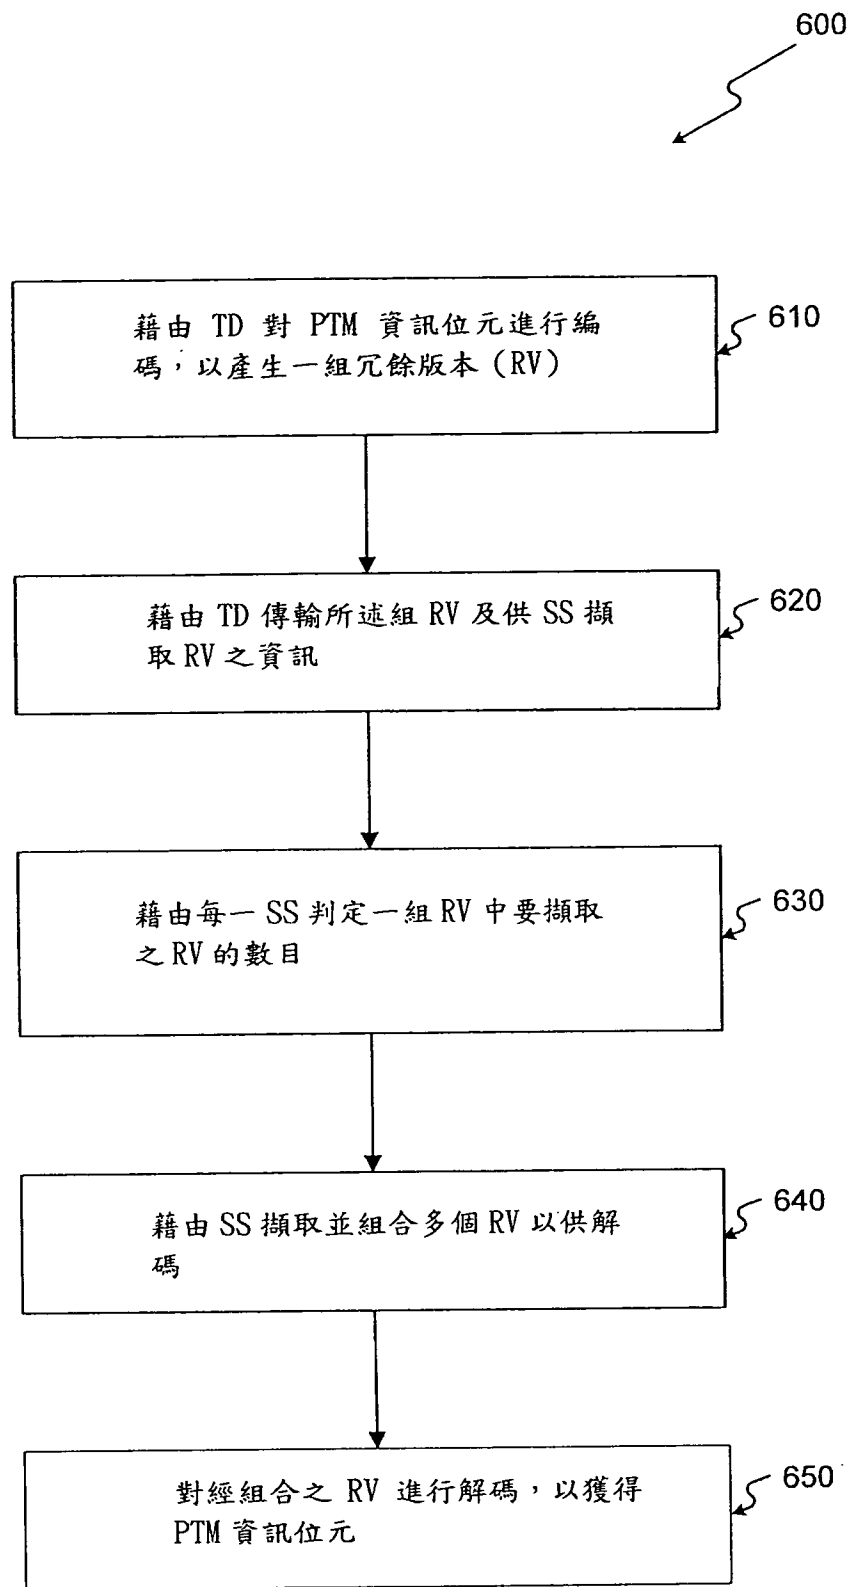 600
藉由 TD 對 PTM 資訊位元進行編
碼，以產生一組冗餘版本 (RV)
610
藉由 TD 傳輸所述組 RV 及供 SS 擷
取 RV 之資訊
620
藉由每一 SS 判定一組 RV 中要擷取
之 RV 的數目
630
藉由 SS 擷取並組合多個 RV 以供解
碼
640
對經組合之 RV 進行解碼，以獲得
PTM 資訊位元
650